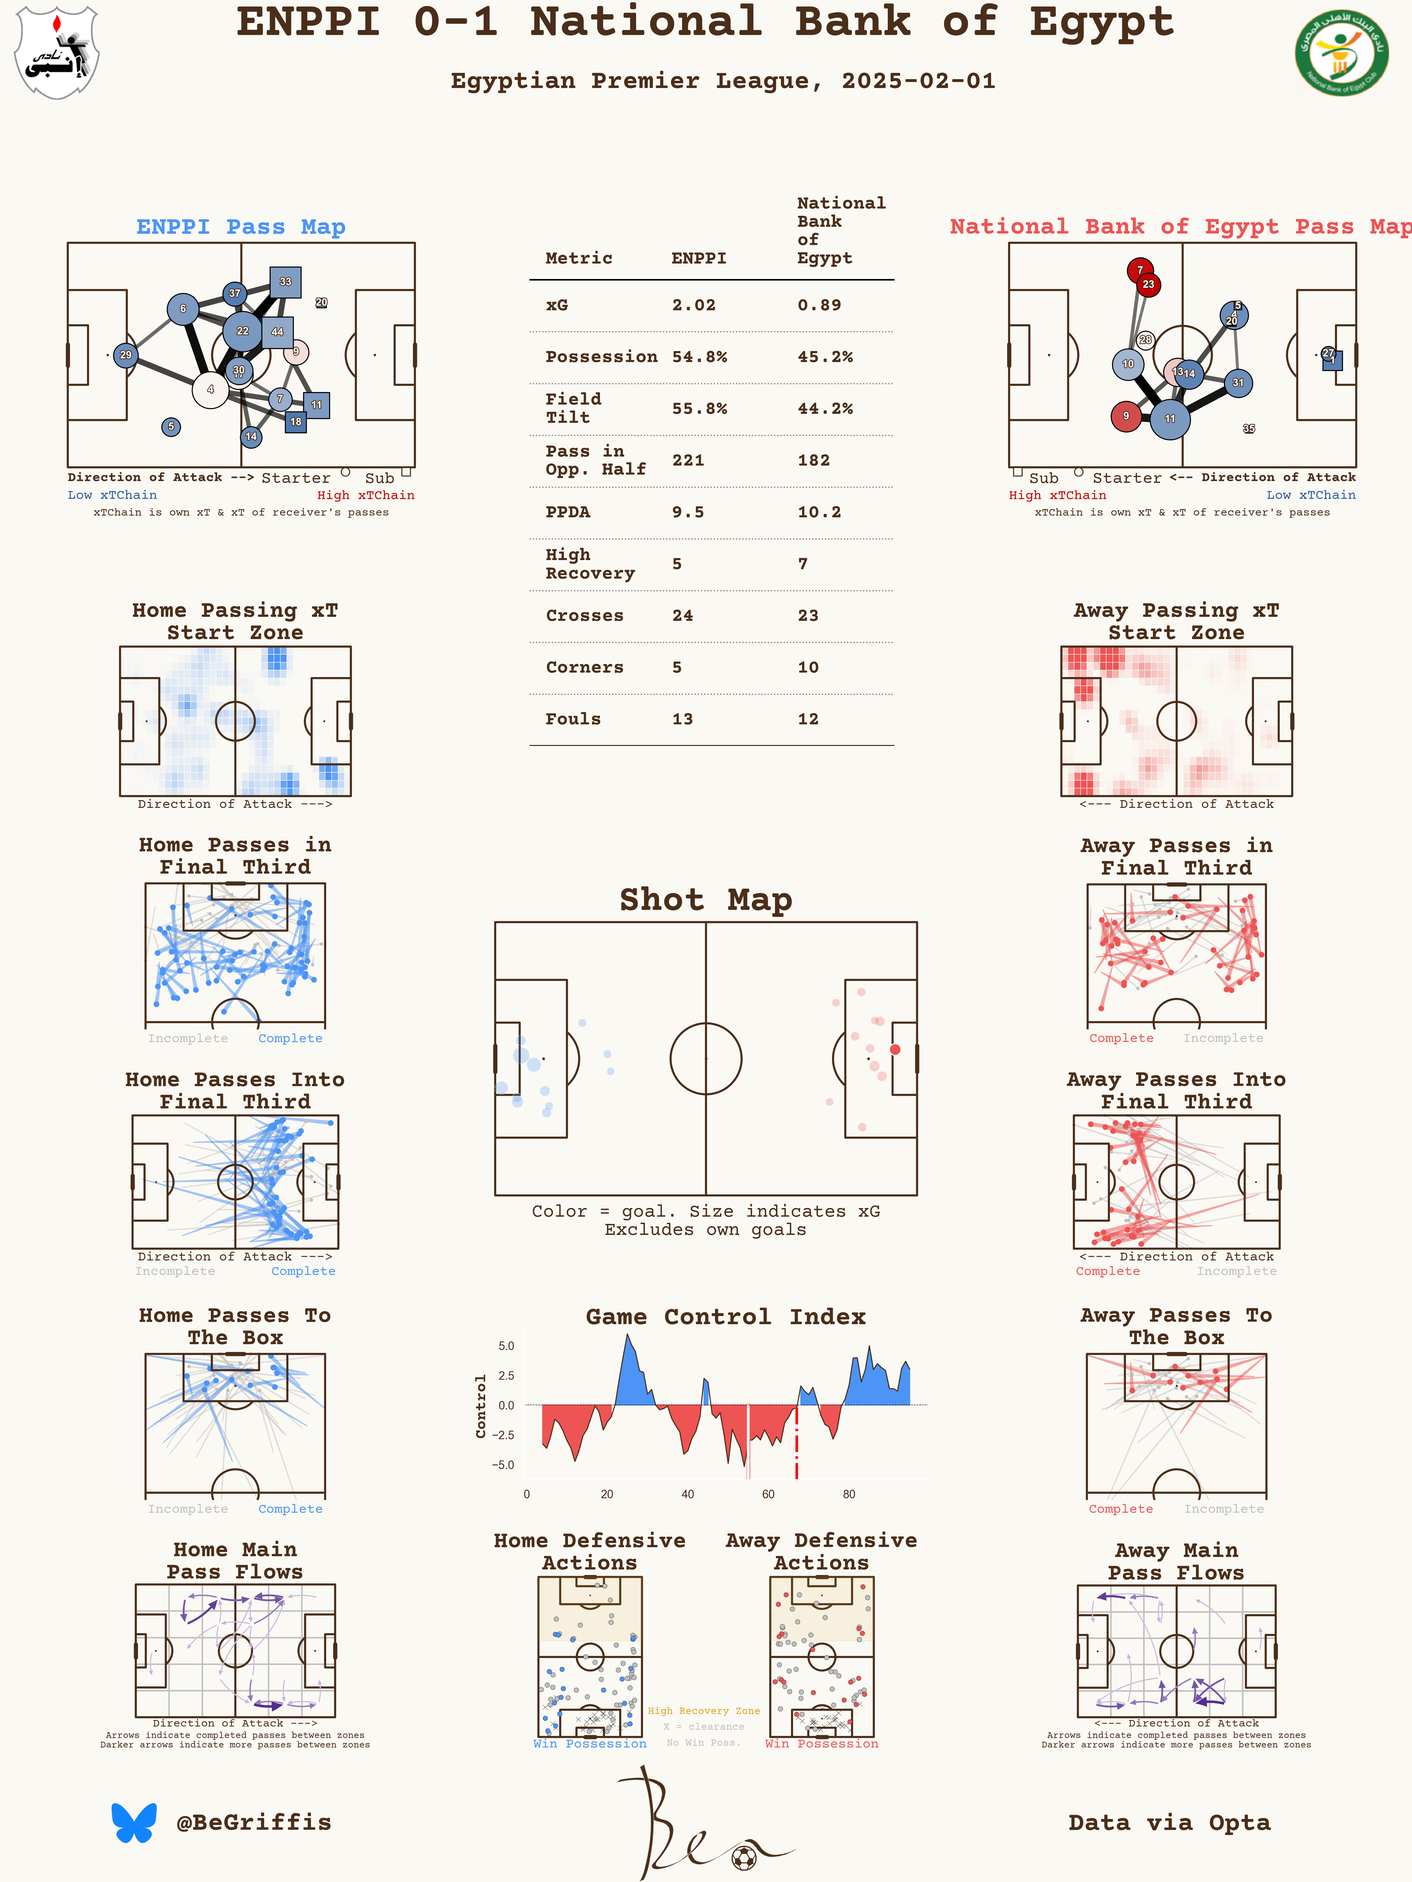 ENPPI 0-1 National Bank of Egypt
Egyptian Premier League, 2025-02-01
نادى
إنبى
نادي البنك الأهلي المصري
National Bank of Egypt Club
ENPPI Pass Map
33
37
20
6
22
44
9
29
30
4
7
11
18
5
14
Direction of Attack --> Starter Sub
Low xTChain High xTChain
xTChain is own xT & xT of receiver's passes
Metric ENPPI National Bank of Egypt
xG 2.02 0.89
Possession 54.8% 45.2%
Field Tilt 55.8% 44.2%
Pass in Opp. Half 221 182
PPDA 9.5 10.2
High Recovery 5 7
Crosses 24 23
Corners 5 10
Fouls 13 12
National Bank of Egypt Pass Map
7
23
5
4
20
28
27
1
10
13
14
31
9
11
35
Sub Starter <-- Direction of Attack
High xTChain Low xTChain
xTChain is own xT & xT of receiver's passes
Home Passing xT
Start Zone
Direction of Attack --->
Away Passing xT
Start Zone
<--- Direction of Attack
Home Passes in
Final Third
Incomplete Complete
Away Passes in
Final Third
Complete Incomplete
Shot Map
Color = goal. Size indicates xG
Excludes own goals
Home Passes Into
Final Third
Direction of Attack --->
Incomplete Complete
Away Passes Into
Final Third
<--- Direction of Attack
Complete Incomplete
Home Passes To
The Box
Incomplete Complete
Game Control Index
Control
5.0
2.5
0.0
−2.5
−5.0
0 20 40 60 80
Away Passes To
The Box
Complete Incomplete
Home Main
Pass Flows
Direction of Attack --->
Arrows indicate completed passes between zones
Darker arrows indicate more passes between zones
Home Defensive
Actions
Win Possession
High Recovery Zone
X = clearance
No Win Poss.
Away Defensive
Actions
Win Possession
Away Main
Pass Flows
<--- Direction of Attack
Arrows indicate completed passes between zones
Darker arrows indicate more passes between zones
@BeGriffis
Ben
Data via Opta